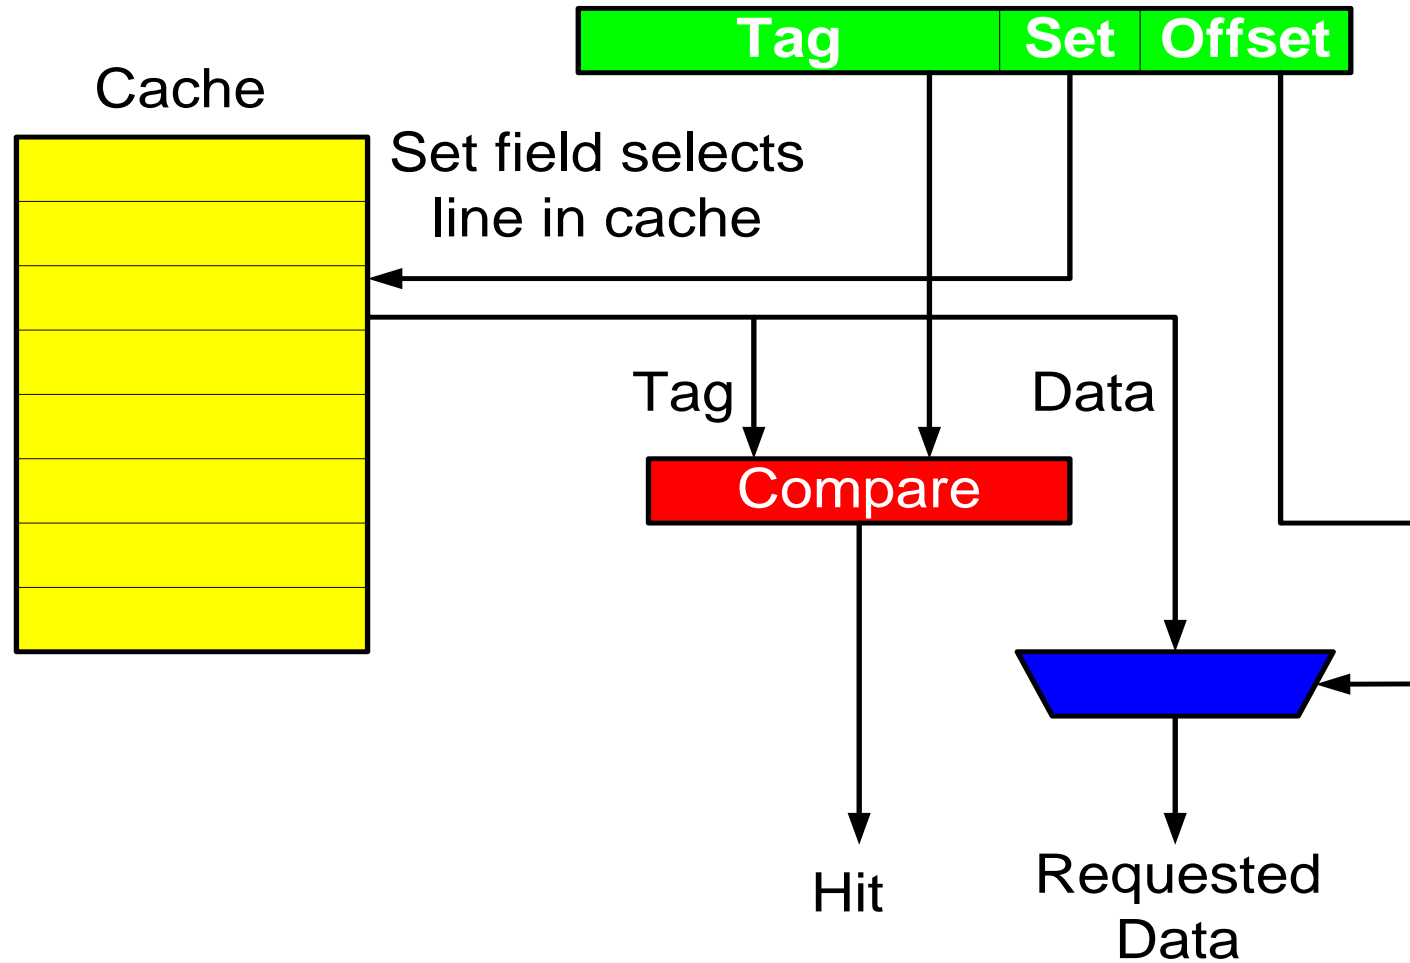 Tag Set Offset
Cache
Set field selects
line in cache
Tag
Data
Compare
Hit
Requested
Data